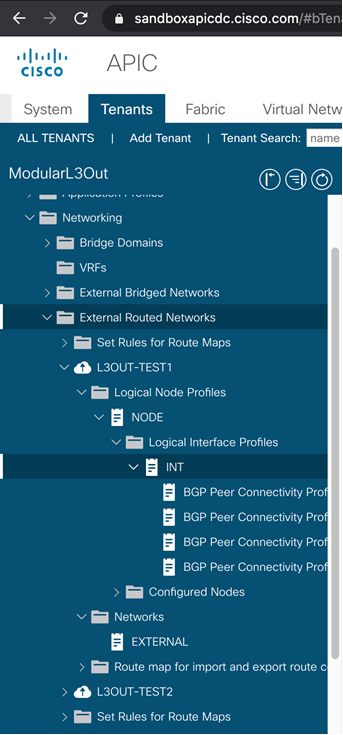 sandboxapicdc.cisco.com/#bTen
CISCO
APIC
System Tenants Fabric Virtual Netw
ALL TENANTS | Add Tenant | Tenant Search: name
ModularL3Out
Application Profiles
Networking
Bridge Domains
VRFs
External Bridged Networks
External Routed Networks
Set Rules for Route Maps
L3OUT-TEST1
Logical Node Profiles
NODE
Logical Interface Profiles
INT
BGP Peer Connectivity Prof
BGP Peer Connectivity Prof
BGP Peer Connectivity Prof
BGP Peer Connectivity Prof
Configured Nodes
Networks
EXTERNAL
Route map for import and export route c
L3OUT-TEST2
Set Rules for Route Maps